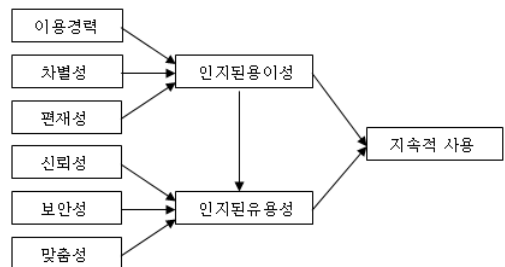 이용경력
차별성
인지된용이성
편재성
지속적 사용
신뢰성
보안성
인지된유용성
맞춤성